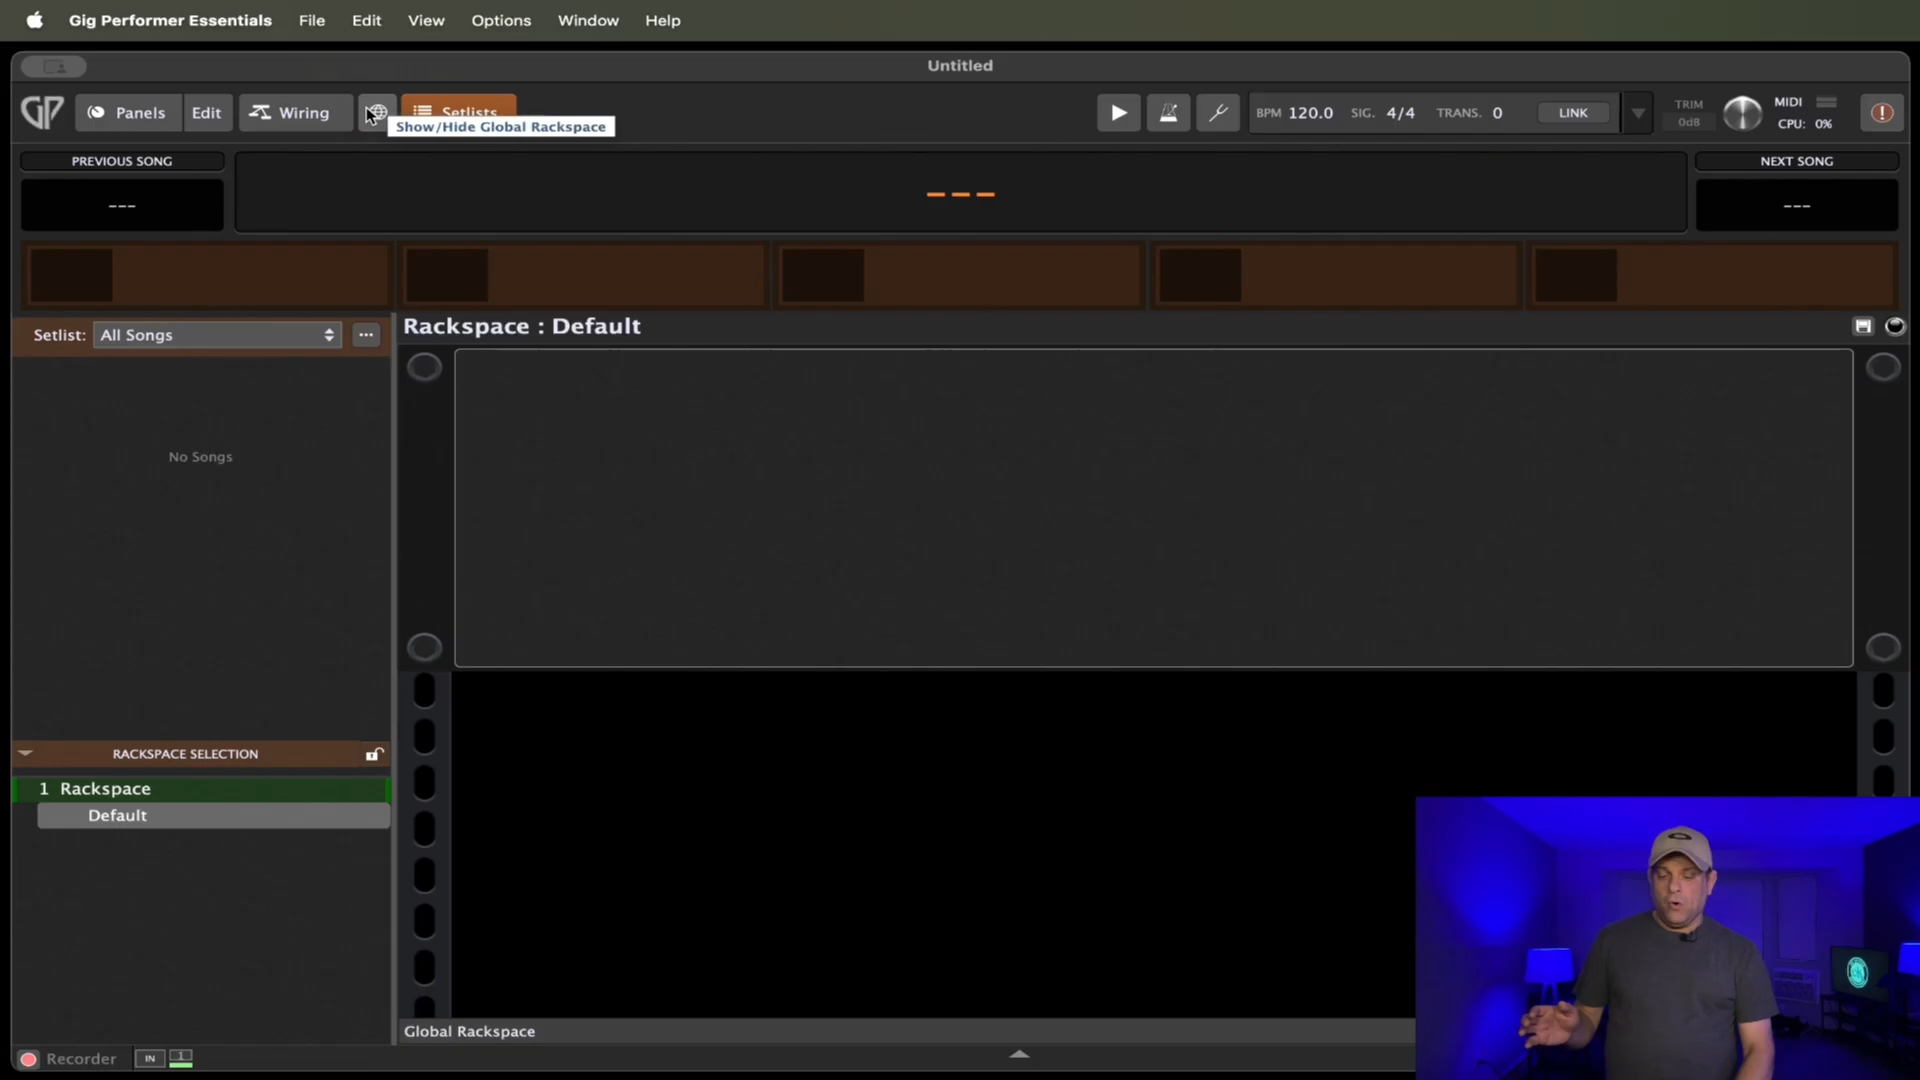 Gig Performer Essentials File Edit View Options Window Help
Untitled
GP Panels Edit Wiring Setlists BPM 120.0 SIG. 4/4 TRANS. 0 LINK TRIM 0dB MIDI CPU: 0%
Show/Hide Global Rackspace
PREVIOUS SONG NEXT SONG
--- --- ---
Setlist: All Songs ...
Rackspace : Default
No Songs
RACKSPACE SELECTION
1 Rackspace
Default
Global Rackspace
Recorder IN 1